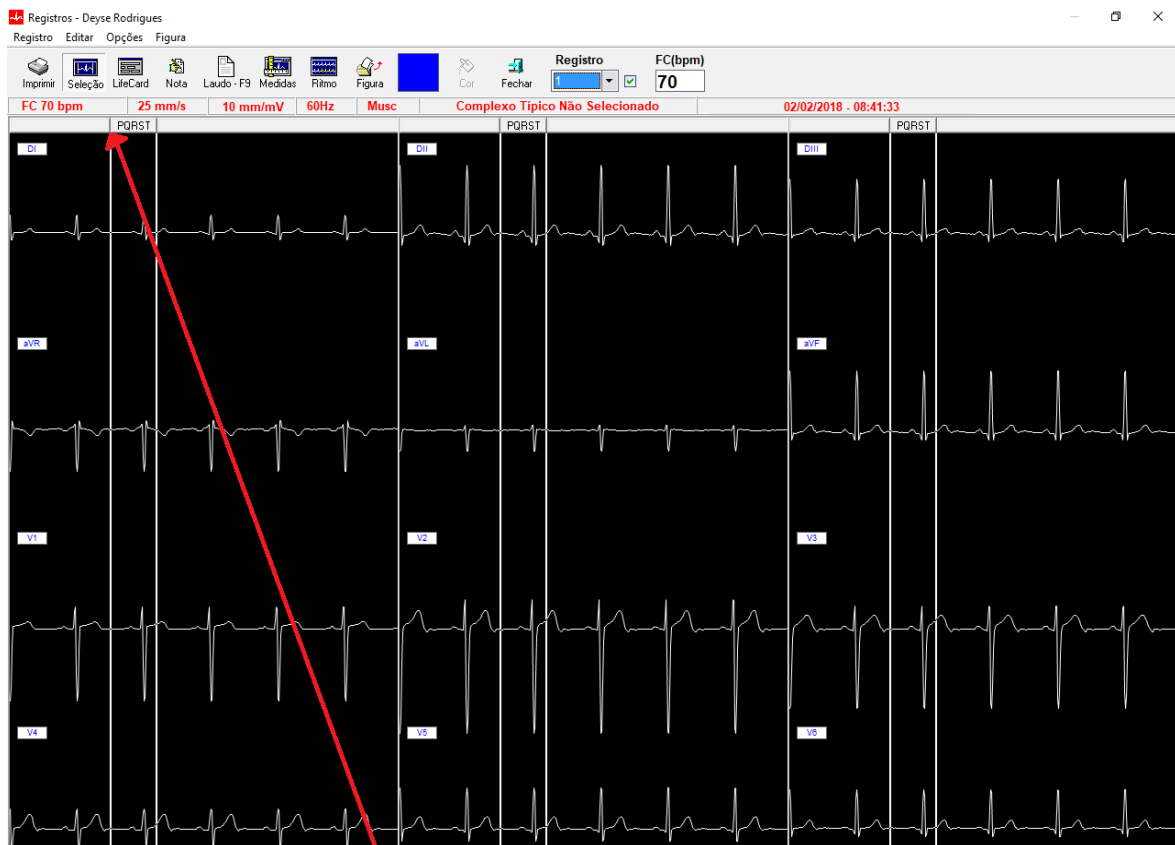 Registros - Deyse Rodrigues
Registro Editar Opções Figura
Imprimir Seleção LifeCard Nota Laudo - F9 Medidas Ritmo Figura Cor Fechar
Registro FC(bpm)
1 70
FC 70 bpm 25 mm/s 10 mm/mV 60Hz Musc Complexo Típico Não Selecionado 02/02/2018 - 08:41:33
PQRST PQRST PQRST
DI DII DIII
aVR aVL aVF
V1 V2 V3
V4 V5 V6